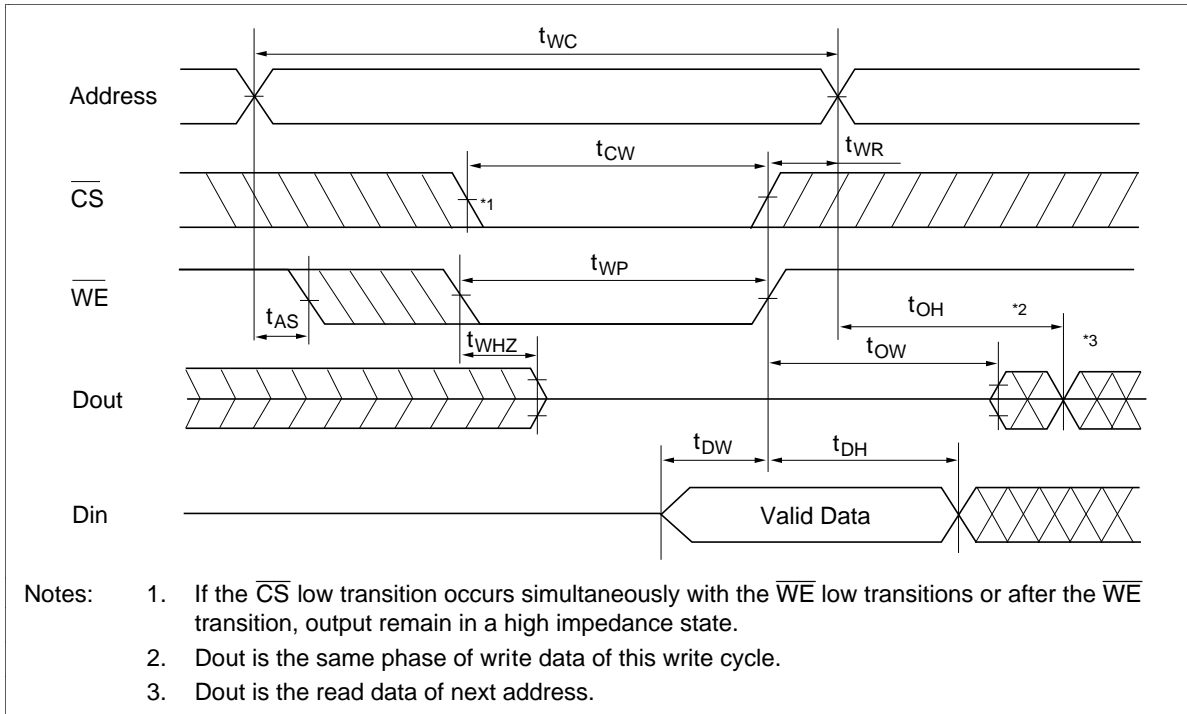 tWC
Address
tCW
tWR
CS
*1
tWP
WE
tOH
*2
tAS
tWHZ
tOW
*3
Dout
tDW
tDH
Din
Valid Data
Notes: 1. If the CS low transition occurs simultaneously with the WE low transitions or after the WE
transition, output remain in a high impedance state.
2. Dout is the same phase of write data of this write cycle.
3. Dout is the read data of next address.